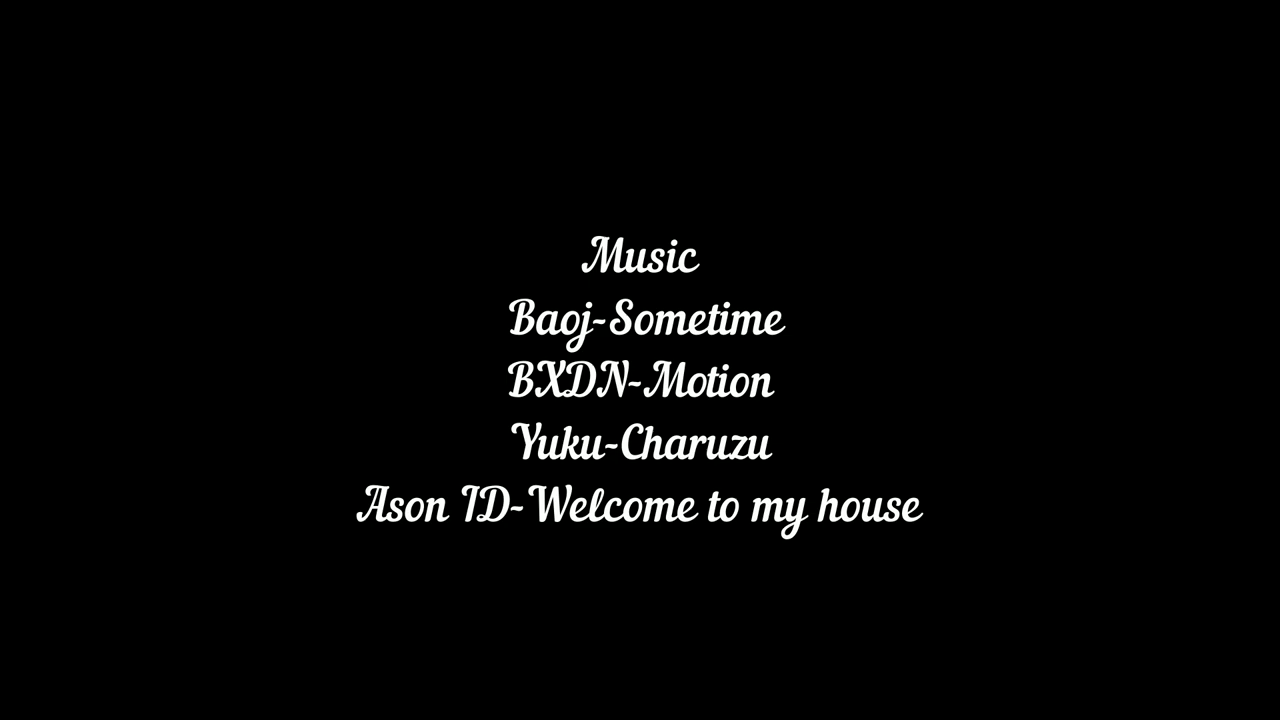 Music
Baoj-Sometime
BXDN-Motion
Yuku-Charuzu
Ason ID-Welcome to my house